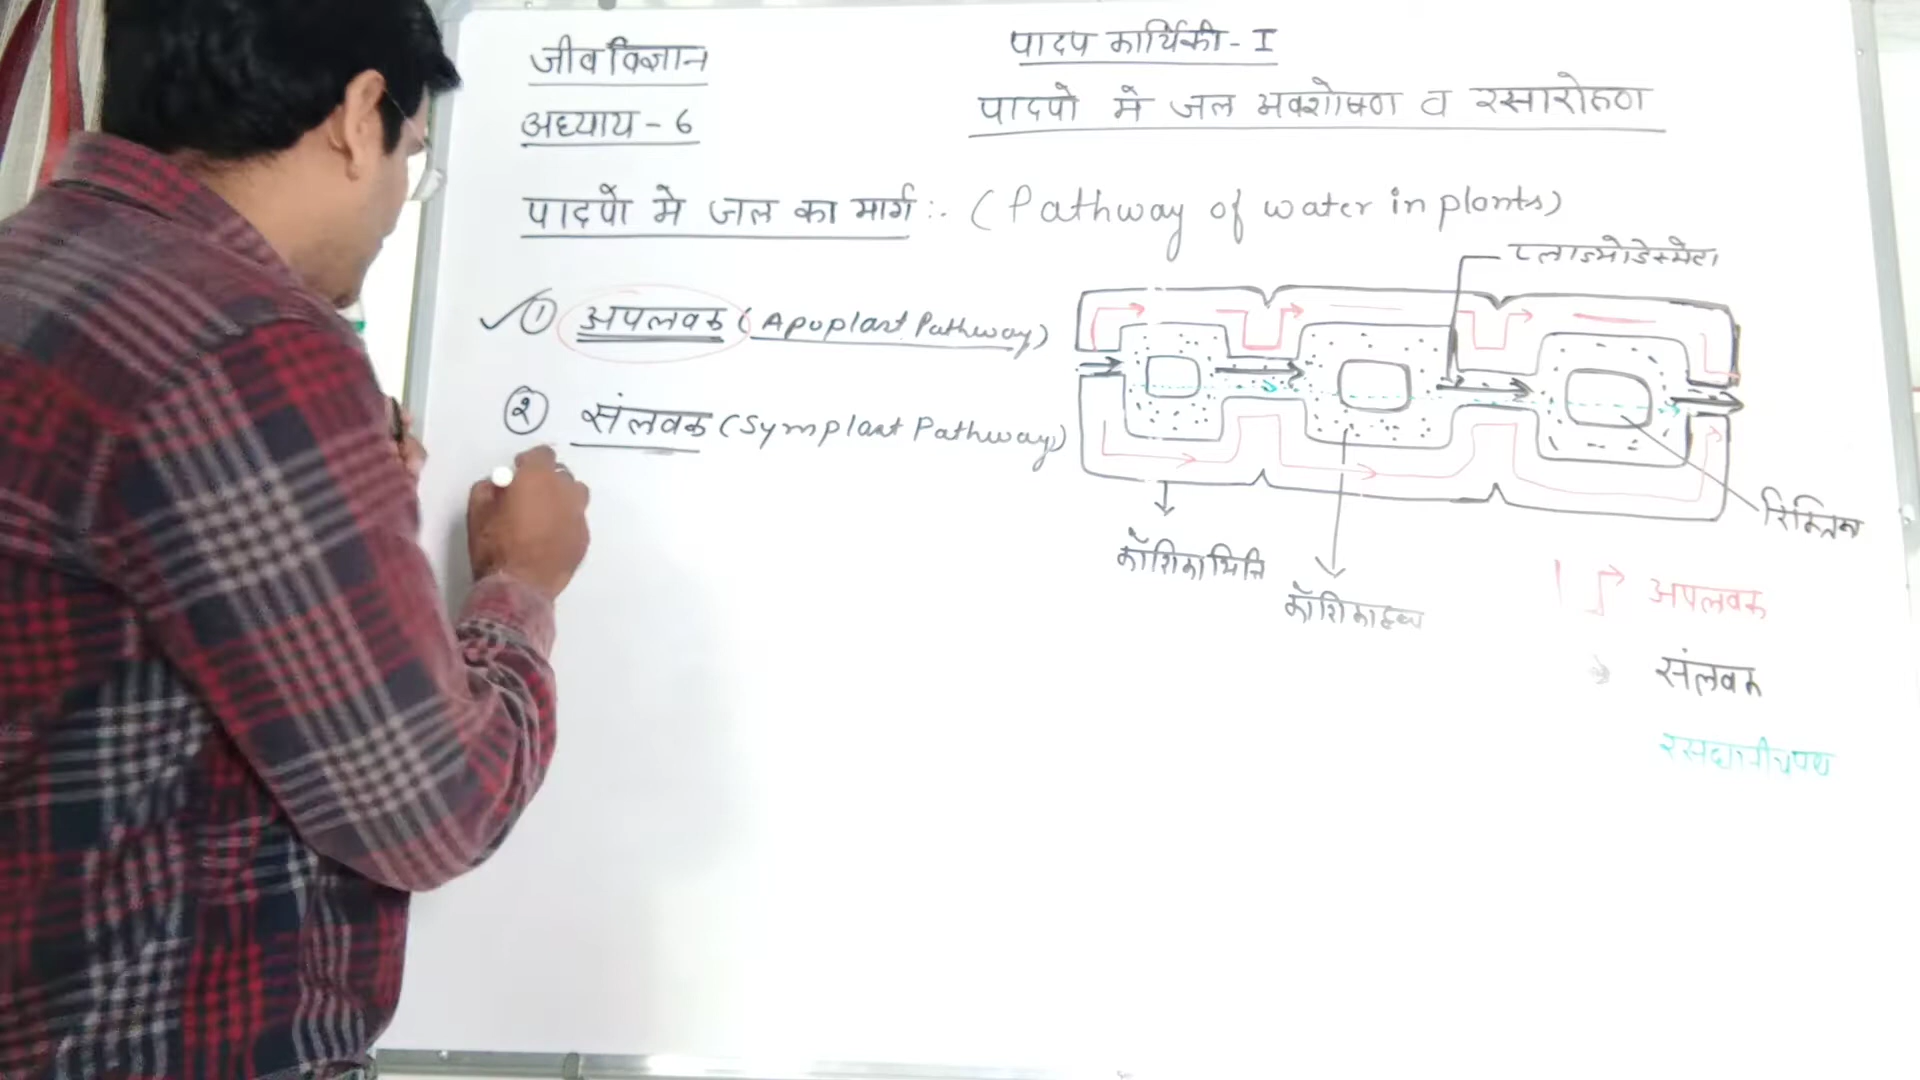 जीव विज्ञान
अध्याय - 6
पादप कार्यिकी - I
पादपो मे जल अवशोषण व रसारोहण
पादपो मे जल का मार्ग :- (Pathway of water in plants)
① अपलवक (Apoplast Pathway)
② संलवक (Symplast Pathway)
प्लाज्मोडेस्मेटा
रिक्तिका
कोशिका भित्ति
कोशिका द्रव्य
अपलवक
संलवक